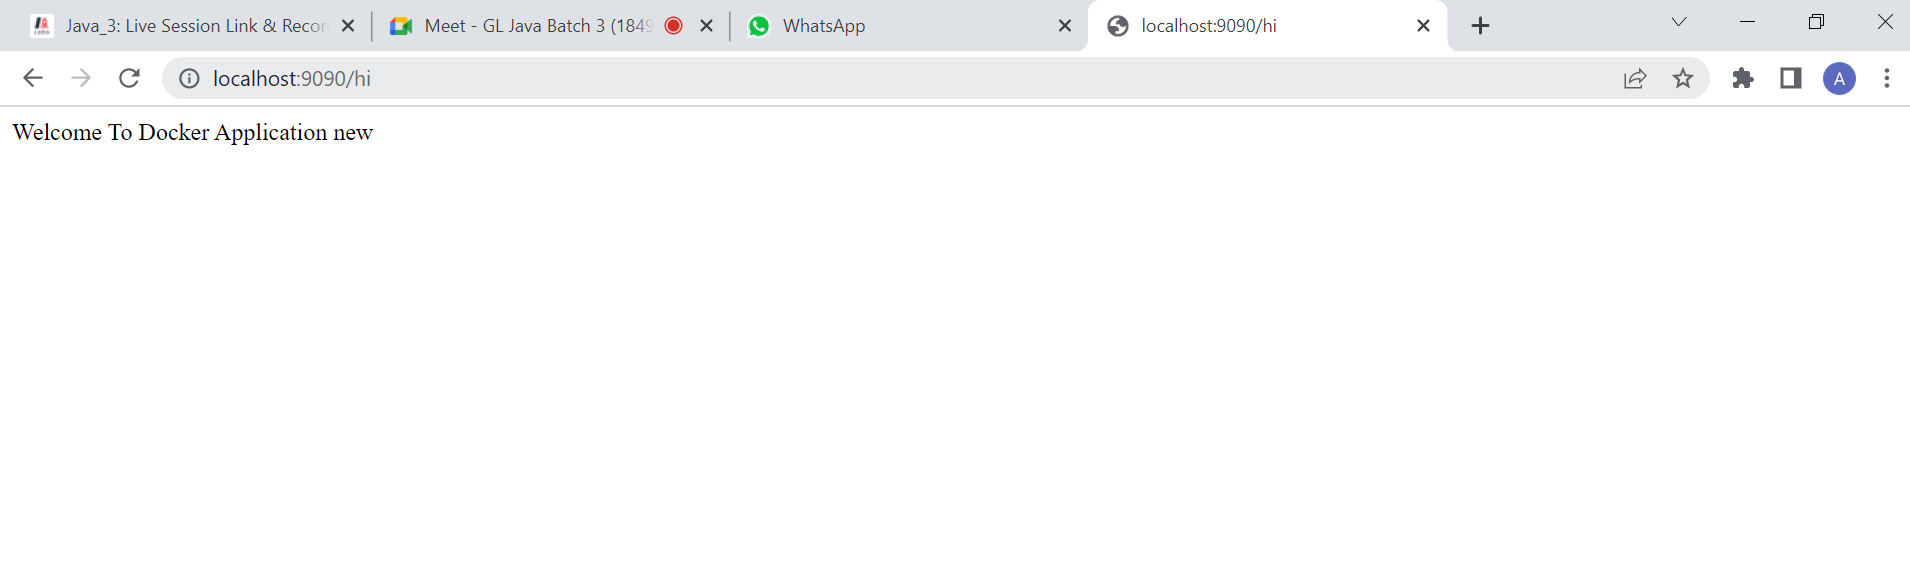 Java_3: Live Session Link & Recor
Meet - GL Java Batch 3 (1849
WhatsApp
localhost:9090/hi
localhost:9090/hi
A
Welcome To Docker Application new